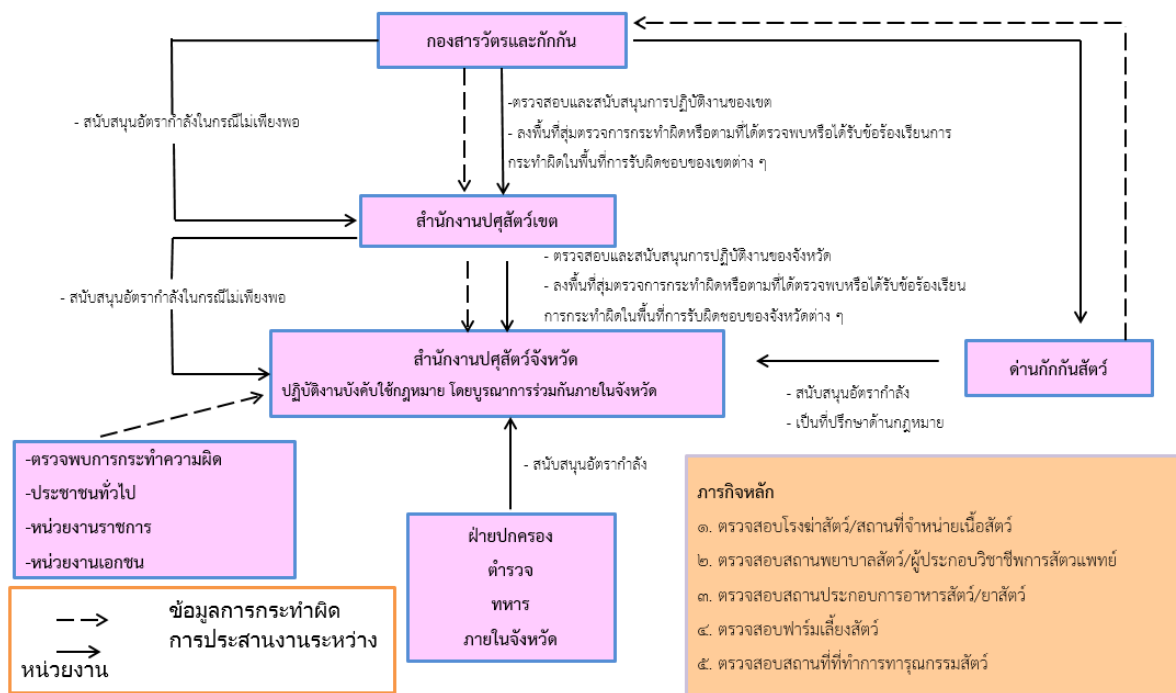 กองสารวัตรและกักกัน
- สนับสนุนอัตรากำลังในกรณีไม่เพียงพอ
-ตรวจสอบและสนับสนุนการปฏิบัติงานของเขต
- ลงพื้นที่สุ่มตรวจการกระทำผิดหรือตามที่ได้ตรวจพบหรือได้รับข้อร้องเรียนการ
กระทำผิดในพื้นที่การรับผิดชอบของเขตต่าง ๆ
สำนักงานปศุสัตว์เขต
- สนับสนุนอัตรากำลังในกรณีไม่เพียงพอ
- ตรวจสอบและสนับสนุนการปฏิบัติงานของจังหวัด
- ลงพื้นที่สุ่มตรวจการกระทำผิดหรือตามที่ได้ตรวจพบหรือได้รับข้อร้องเรียน
การกระทำผิดในพื้นที่การรับผิดชอบของจังหวัดต่าง ๆ
สำนักงานปศุสัตว์จังหวัด
ปฏิบัติงานบังคับใช้กฎหมาย โดยบูรณาการร่วมกันภายในจังหวัด
ด่านกักกันสัตว์
- สนับสนุนอัตรากำลัง
- เป็นที่ปรึกษาด้านกฎหมาย
-ตรวจพบการกระทำความผิด
-ประชาชนทั่วไป
-หน่วยงานราชการ
-หน่วยงานเอกชน
- สนับสนุนอัตรากำลัง
ฝ่ายปกครอง
ตำรวจ
ทหาร
ภายในจังหวัด
ภารกิจหลัก
๑. ตรวจสอบโรงฆ่าสัตว์/สถานที่จำหน่ายเนื้อสัตว์
๒. ตรวจสอบสถานพยาบาลสัตว์/ผู้ประกอบวิชาชีพการสัตวแพทย์
๓. ตรวจสอบสถานประกอบการอาหารสัตว์/ยาสัตว์
๔. ตรวจสอบฟาร์มเลี้ยงสัตว์
๕. ตรวจสอบสถานที่ที่ทำการทารุณกรรมสัตว์
ข้อมูลการกระทำผิด
การประสานงานระหว่าง
หน่วยงาน